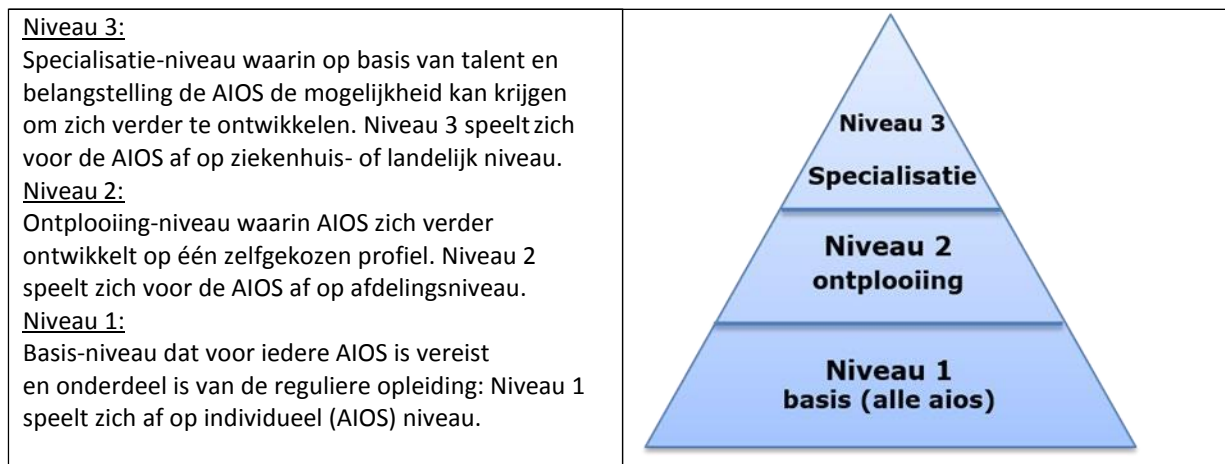 Niveau 3:
Specialisatie-niveau waarin op basis van talent en
belangstelling de AIOS de mogelijkheid kan krijgen
om zich verder te ontwikkelen. Niveau 3 speelt zich
voor de AIOS af op ziekenhuis- of landelijk niveau.
Niveau 2:
Ontplooiing-niveau waarin AIOS zich verder
ontwikkelt op één zelfgekozen profiel. Niveau 2
speelt zich voor de AIOS af op afdelingsniveau.
Niveau 1:
Basis-niveau dat voor iedere AIOS is vereist
en onderdeel is van de reguliere opleiding: Niveau 1
speelt zich af op individueel (AIOS) niveau.
Niveau 3
Specialisatie
Niveau 2
ontplooiing
Niveau 1
basis (alle aios)